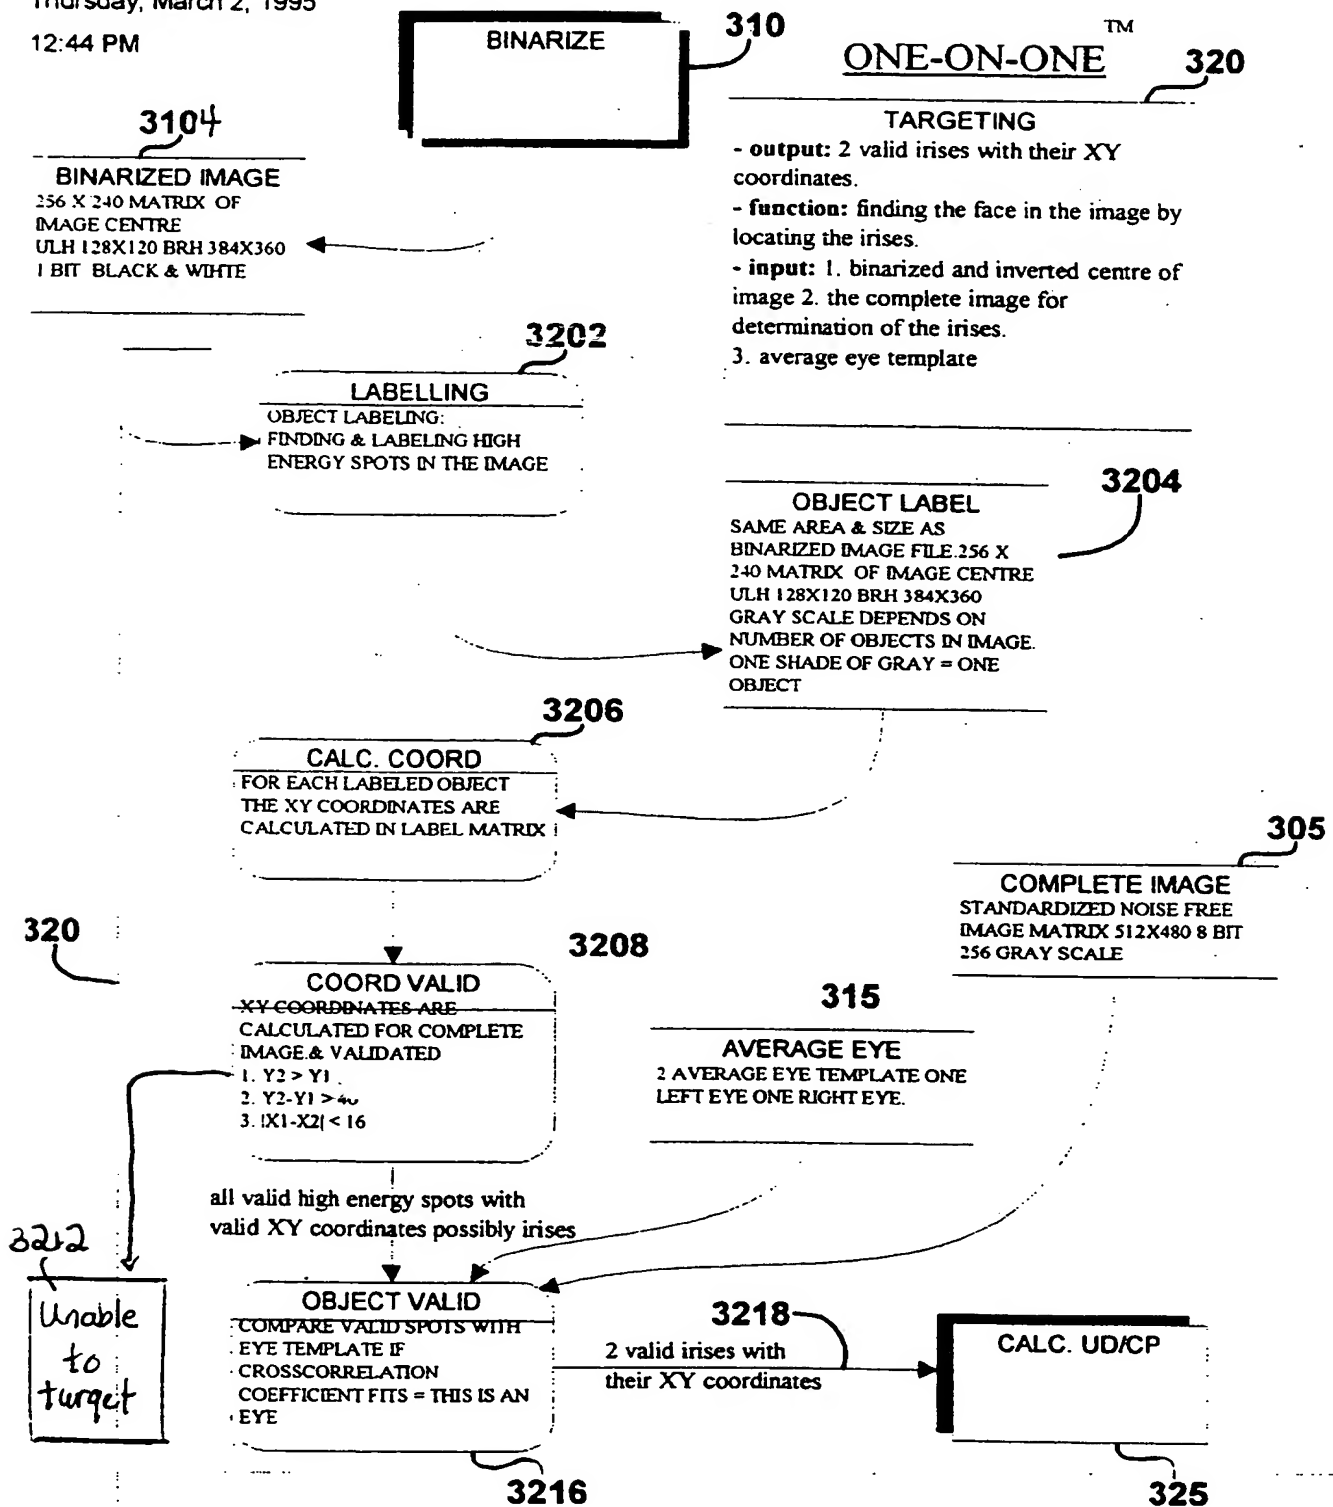 Thursday, March 2, 1995
12:44 PM
BINARIZE
310
TM
ONE-ON-ONE
320
TARGETING
- output: 2 valid irises with their XY
coordinates.
- function: finding the face in the image by
locating the irises.
- input: 1. binarized and inverted centre of
image 2. the complete image for
determination of the irises.
3. average eye template
3104
BINARIZED IMAGE
256 X 240 MATRIX OF
IMAGE CENTRE
ULH 128X120 BRH 384X360
1 BIT BLACK & WIHTE
3202
LABELLING
OBJECT LABELING:
FINDING & LABELING HIGH
ENERGY SPOTS IN THE IMAGE
3204
OBJECT LABEL
SAME AREA & SIZE AS
BINARIZED IMAGE FILE.256 X
240 MATRIX OF IMAGE CENTRE
ULH 128X120 BRH 384X360
GRAY SCALE DEPENDS ON
NUMBER OF OBJECTS IN IMAGE.
ONE SHADE OF GRAY = ONE
OBJECT
3206
CALC. COORD
FOR EACH LABELED OBJECT
THE XY COORDINATES ARE
CALCULATED IN LABEL MATRIX
305
COMPLETE IMAGE
STANDARDIZED NOISE FREE
IMAGE MATRIX 512X480 8 BIT
256 GRAY SCALE
320
3208
COORD VALID
XY COORDINATES ARE
CALCULATED FOR COMPLETE
IMAGE.& VALIDATED
1. Y2 > Y1
2. Y2-Y1 > 40
3. |X1-X2| < 16
315
AVERAGE EYE
2 AVERAGE EYE TEMPLATE ONE
LEFT EYE ONE RIGHT EYE.
all valid high energy spots with
valid XY coordinates possibly irises
3212
Unable
to
target
OBJECT VALID
COMPARE VALID SPOTS WITH
EYE TEMPLATE IF
CROSSCORRELATION
COEFFICIENT FITS = THIS IS AN
EYE
3216
3218
2 valid irises with
their XY coordinates
CALC. UD/CP
325